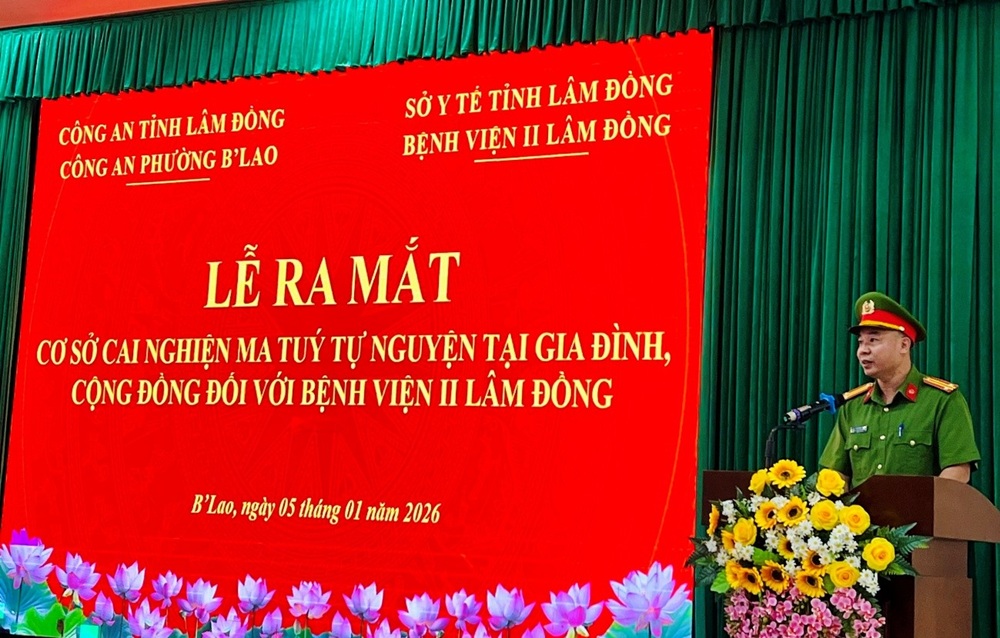 CÔNG AN TỈNH LÂM ĐỒNG
CÔNG AN PHƯỜNG B'LAO
SỞ Y TẾ TỈNH LÂM ĐỒNG
BỆNH VIỆN II LÂM ĐỒNG
LỄ RA MẮT
CƠ SỞ CAI NGHIỆN MA TUÝ TỰ NGUYỆN TẠI GIA ĐÌNH,
CỘNG ĐỒNG ĐỐI VỚI BỆNH VIỆN II LÂM ĐỒNG
B'Lao, ngày 05 tháng 01 năm 2026